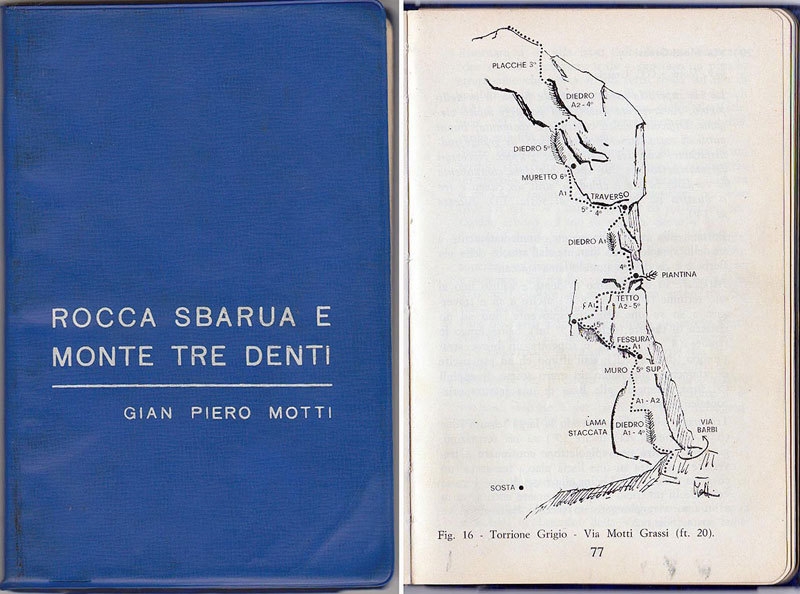 ROCCA SBARUA E
MONTE TRE DENTI
GIAN PIERO MOTTI
PLACCHE 3°
DIEDRO
A2 - 4°
DIEDRO 5°
MURETTO 6°
A1
TRAVERSO
5° - 4°
DIEDRO A1
4°
PIANTINA
TETTO
A2 - 5°
A1
5°
FESSURA
A1
MURO 5° SUP
A1 - A2
LAMA
STACCATA
DIEDRO
A1 - 4°
VIA
BARBI
SOSTA
Fig. 16 - Torrione Grigio - Via Motti Grassi (ft. 20).
77